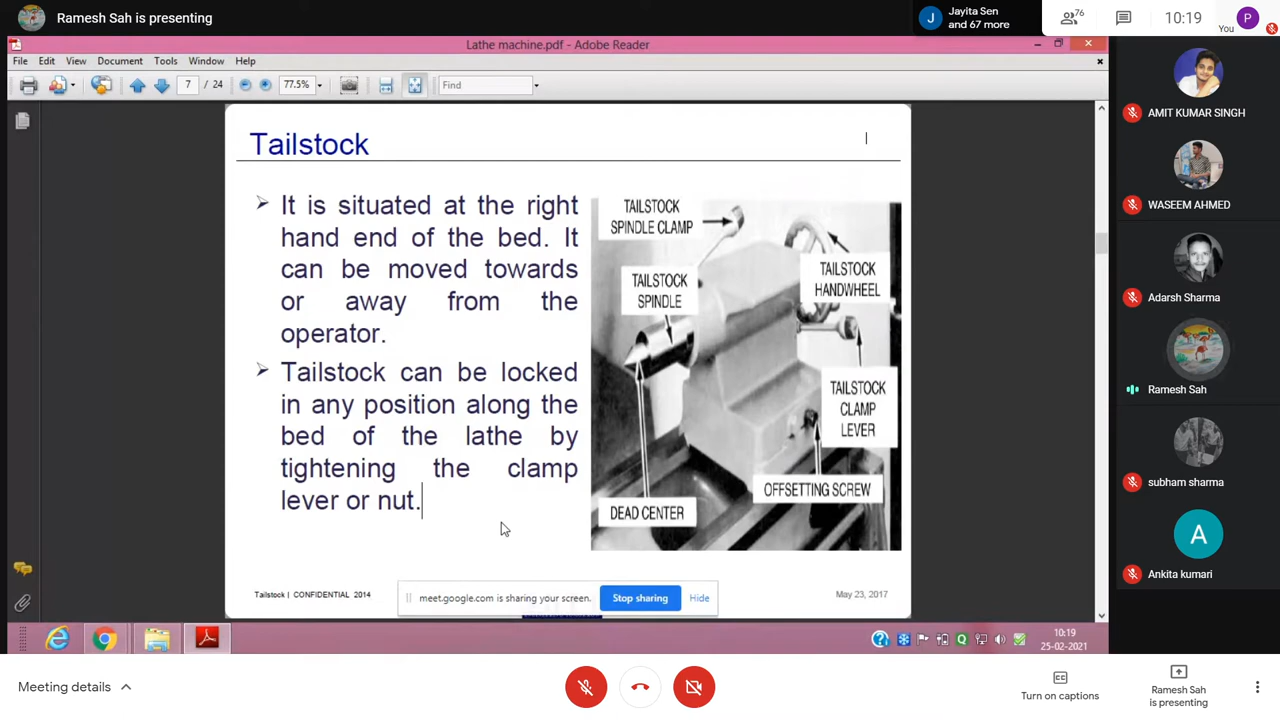 Ramesh Sah is presenting
Jayita Sen
and 67 more
76
10:19
You
P
J
Lathe machine.pdf - Adobe Reader
File Edit View Document Tools Window Help
7 / 24 77.5% Find
Tailstock
It is situated at the right
hand end of the bed. It
can be moved towards
or away from the
operator.
Tailstock can be locked
in any position along the
bed of the lathe by
tightening the clamp
lever or nut.
TAILSTOCK
SPINDLE CLAMP
TAILSTOCK
SPINDLE
TAILSTOCK
HANDWHEEL
TAILSTOCK
CLAMP
LEVER
OFFSETTING SCREW
DEAD CENTER
Tailstock | CONFIDENTIAL 2014
May 23, 2017
meet.google.com is sharing your screen. Stop sharing Hide
10:19
25-02-2021
AMIT KUMAR SINGH
WASEEM AHMED
Adarsh Sharma
Ramesh Sah
subham sharma
A
Ankita kumari
Meeting details
Turn on captions
Ramesh Sah
is presenting